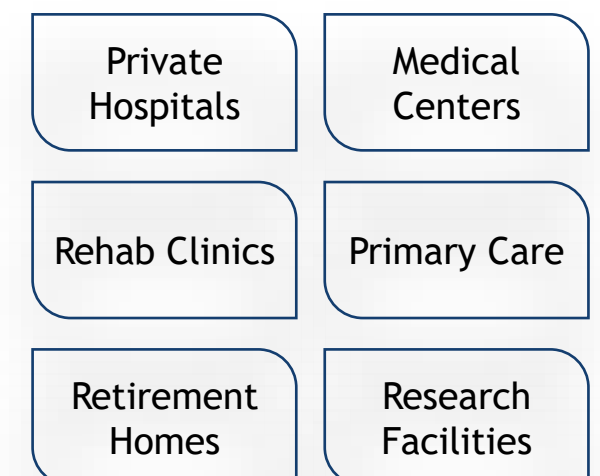 Private
Hospitals
Medical
Centers
Rehab Clinics
Primary Care
Retirement
Homes
Research
Facilities